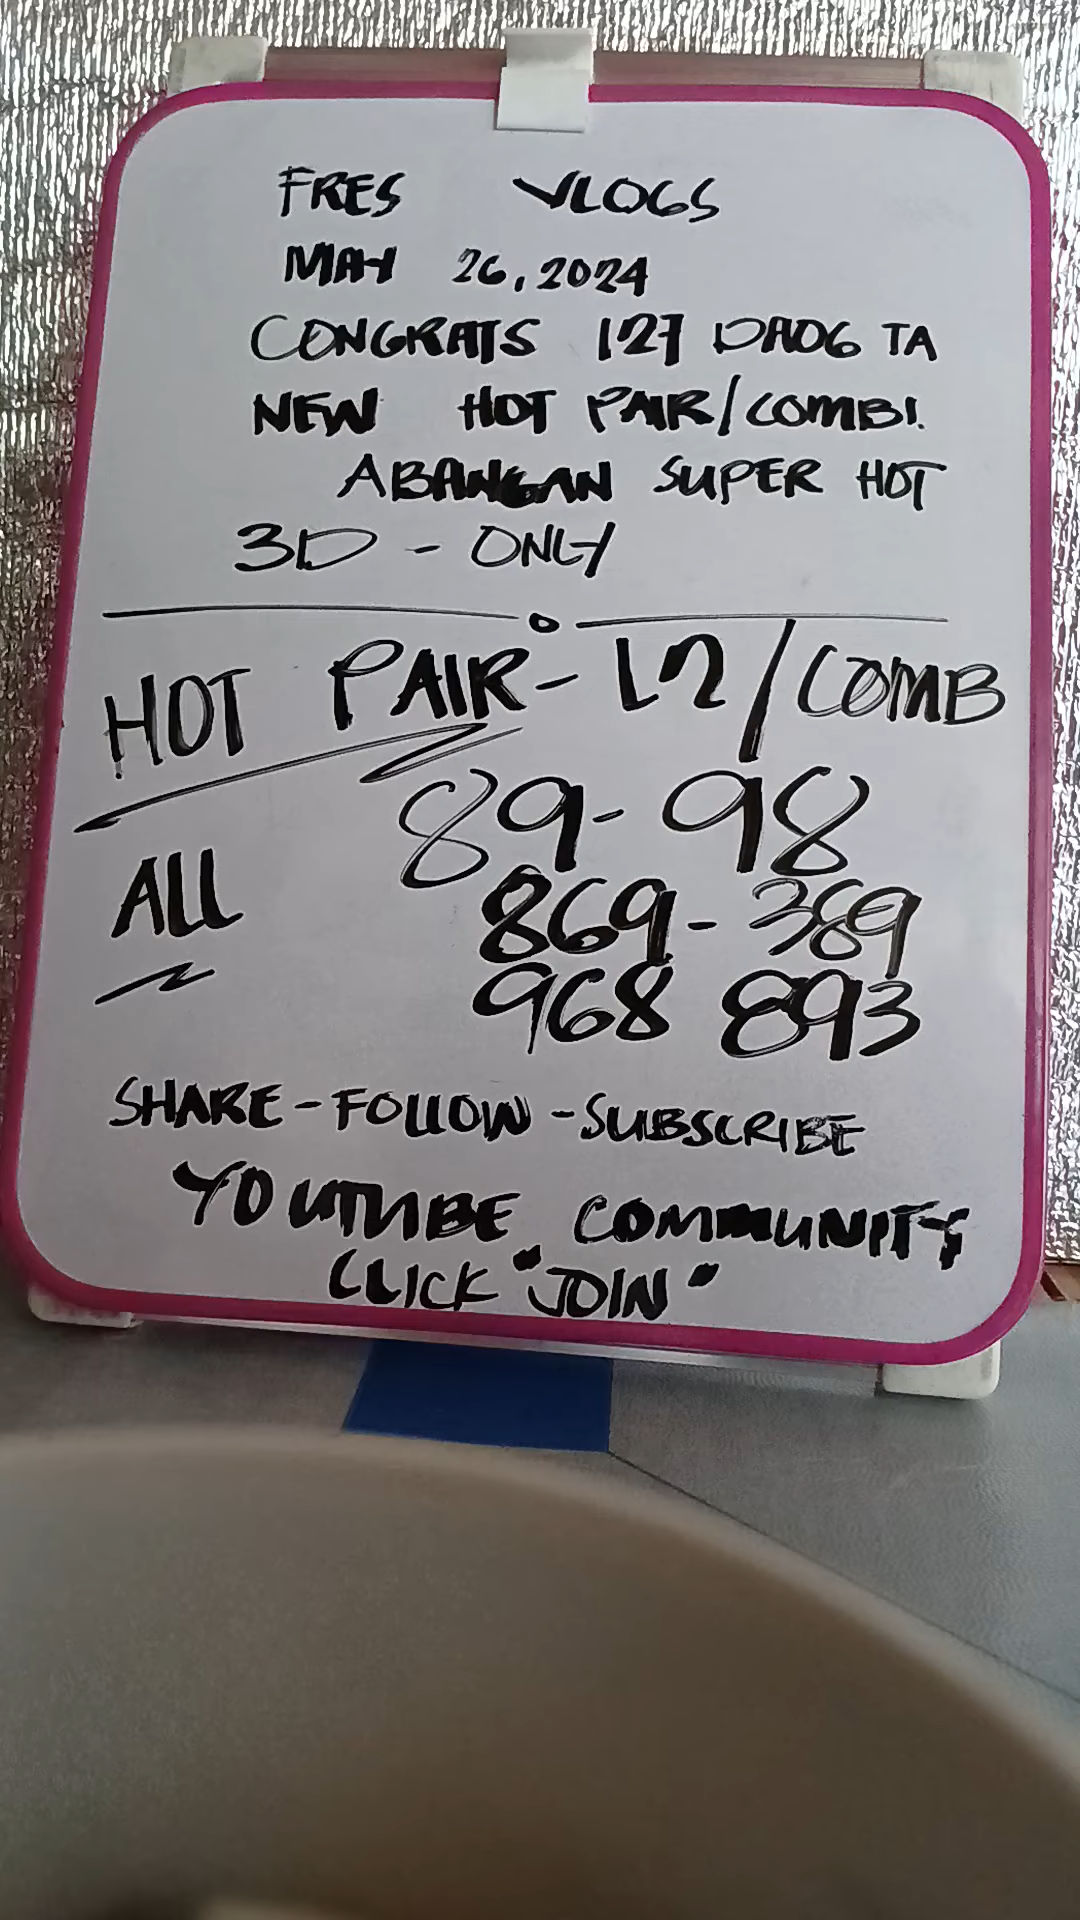 FRES VLOGS
MAY 26, 2024
CONGRATS 127 DAOG TA
NEW HOT PAIR/COMBI.
ABANGAN SUPER HOT
3D - ONLY
HOT PAIR - 12/COMB
89 - 98
ALL 869 - 389
968 893
SHARE - FOLLOW - SUBSCRIBE
YOUTUBE COMMUNITY
CLICK "JOIN"